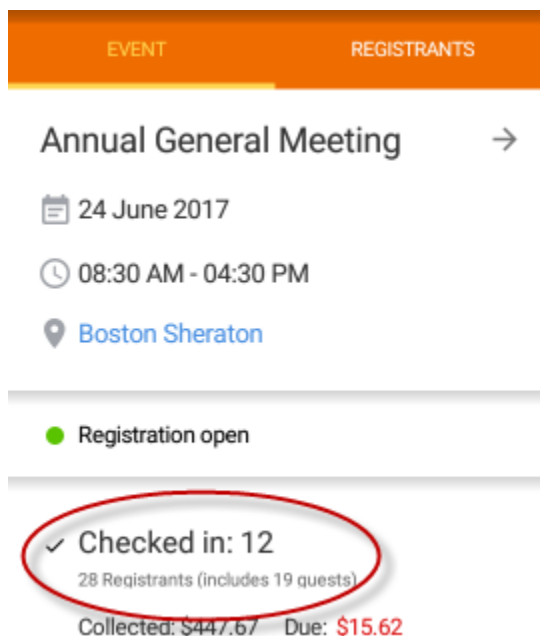 EVENT REGISTRANTS
Annual General Meeting
24 June 2017
08:30 AM - 04:30 PM
Boston Sheraton
Registration open
Checked in: 12
28 Registrants (includes 19 guests)
Collected: $447.67 Due: $15.62